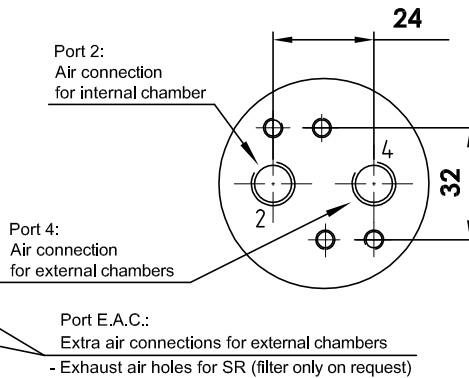 24
Port 2:
Air connection
for internal chamber
4
32
2
Port 4:
Air connection
for external chambers
Port E.A.C.:
Extra air connections for external chambers
- Exhaust air holes for SR (filter only on request)